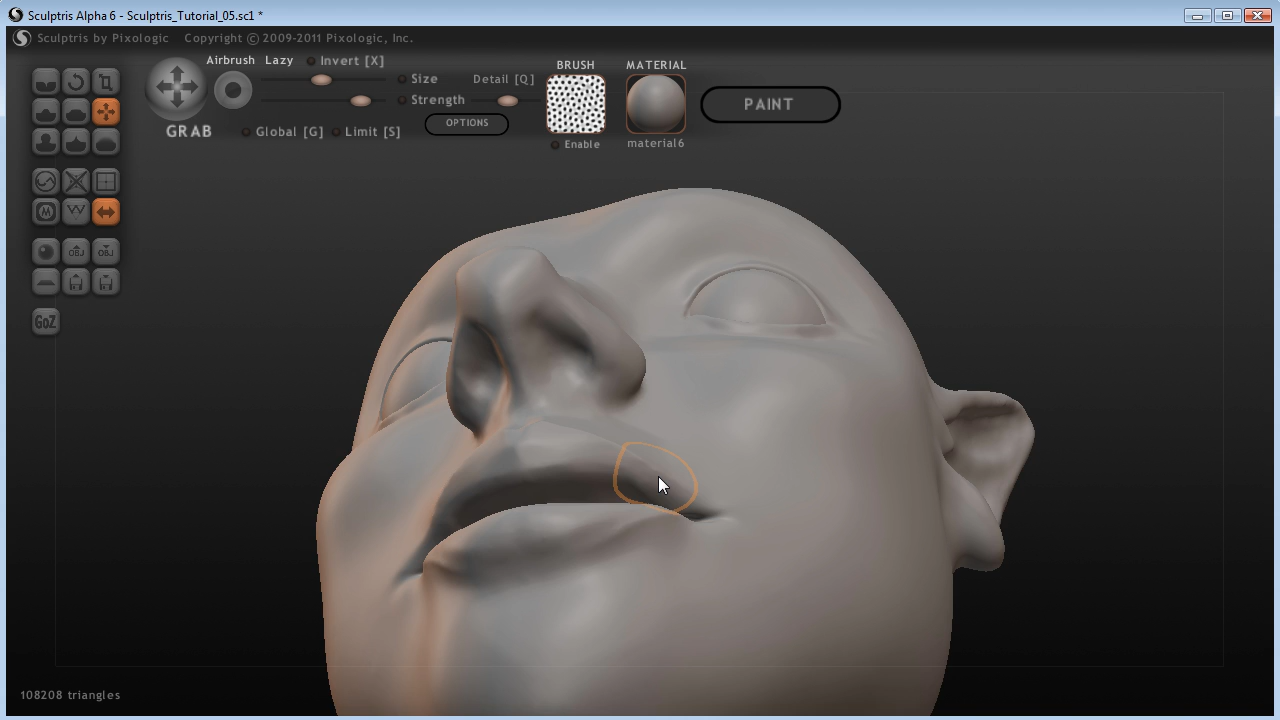 Sculptris Alpha 6 - Sculptris_Tutorial_05.sc1 *
Sculptris by Pixologic Copyright © 2009-2011 Pixologic, Inc.
Airbrush Lazy Invert [X]
Size Detail [Q]
Strength
OPTIONS
GRAB
Global [G] Limit [S]
BRUSH
Enable
MATERIAL
material6
PAINT
M
OBJ OBJ
GoZ
108208 triangles